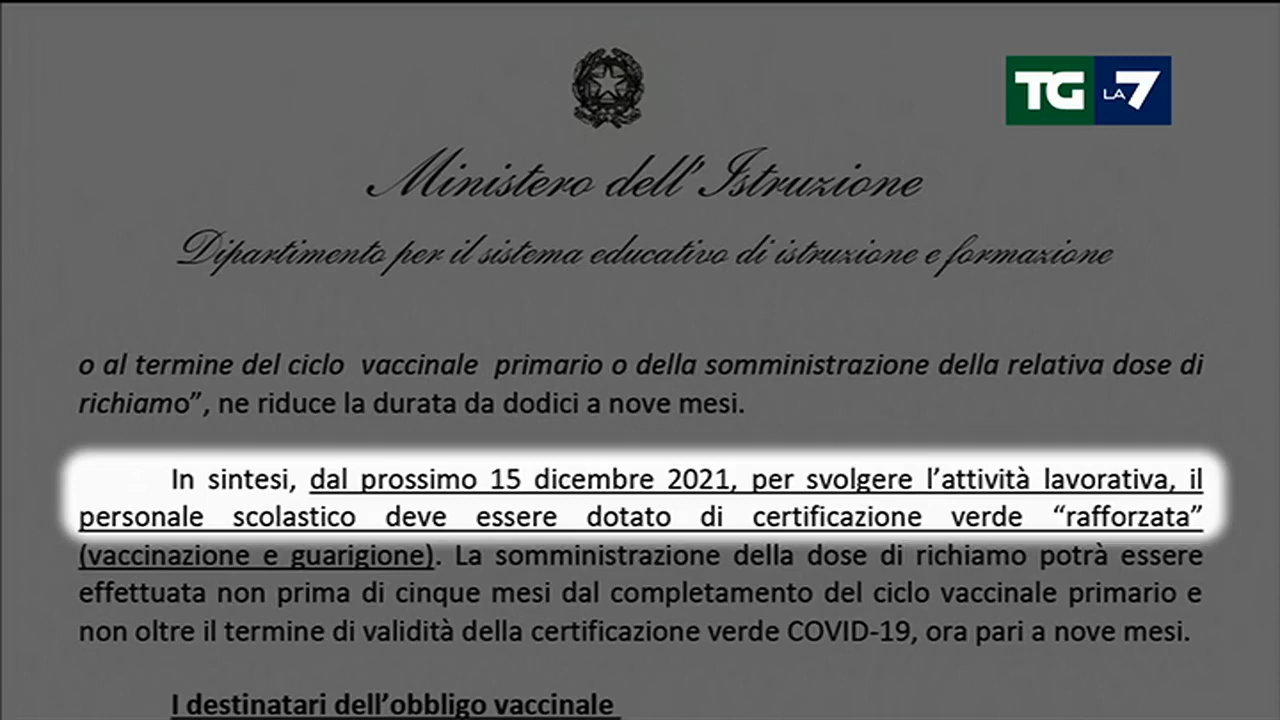 TG LA 7
Ministero dell'Istruzione
Dipartimento per il sistema educativo di istruzione e formazione
o al termine del ciclo vaccinale primario o della somministrazione della relativa dose di
richiamo”, ne riduce la durata da dodici a nove mesi.
In sintesi, dal prossimo 15 dicembre 2021, per svolgere l’attività lavorativa, il
personale scolastico deve essere dotato di certificazione verde “rafforzata”
(vaccinazione e guarigione). La somministrazione della dose di richiamo potrà essere
effettuata non prima di cinque mesi dal completamento del ciclo vaccinale primario e
non oltre il termine di validità della certificazione verde COVID-19, ora pari a nove mesi.
I destinatari dell’obbligo vaccinale